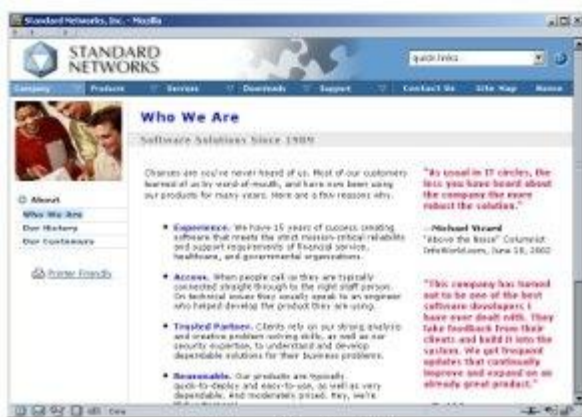 Standard Networks, Inc. - Mozilla
STANDARD
NETWORKS
quick links
Company Products Services Downloads Support Contact Us Site Map Home
Who We Are
Software Solutions Since 1989
Chances are you've never heard of us. Most of our customers
learned of us by word-of-mouth, and have now been using
our products for many years. Here are a few reasons why.
About
Who We Are
Our History
Our Customers
Printer Friendly
• Experience. We have 15 years of success creating
software that meets the strict mission-critical reliability
and support requirements of financial service,
healthcare, and governmental organizations.
• Access. When people call us they are typically
connected straight through to the right staff person.
On technical issues they usually speak to an engineer
who helped develop the product they are using.
• Trusted Partner. Clients rely on our strong analysis
and creative problem solving skills, as well as our
security expertise, to understand and develop
dependable solutions for their business problems.
• Reasonable. Our products are typically
quick-to-deploy and easy-to-use, as well as very
dependable. And moderately priced. Hey, we're
"As usual in IT circles, the
less you have heard about
the company the more
robust the solution."
--Michael Vizard
"Above the Noise" Columnist
InfoWorld.com, June 18, 2002
"This company has turned
out to be one of the best
software developers I
have ever dealt with. They
take feedback from their
clients and build it into the
system. We get frequent
updates that continually
improve and expand on an
already great product."